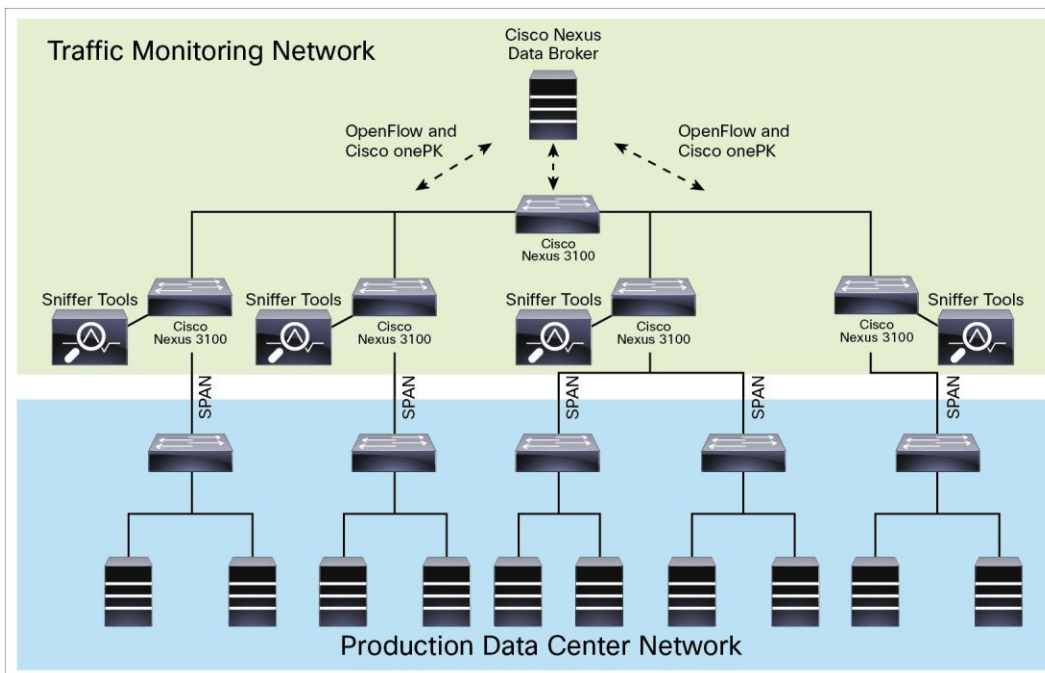 Traffic Monitoring Network
Cisco Nexus
Data Broker
OpenFlow and
Cisco onePK
OpenFlow and
Cisco onePK
Cisco
Nexus 3100
Sniffer Tools
Cisco
Nexus 3100
Sniffer Tools
Cisco
Nexus 3100
Sniffer Tools
Cisco
Nexus 3100
Sniffer Tools
Cisco
Nexus 3100
SPAN
SPAN
SPAN
SPAN
SPAN
Production Data Center Network